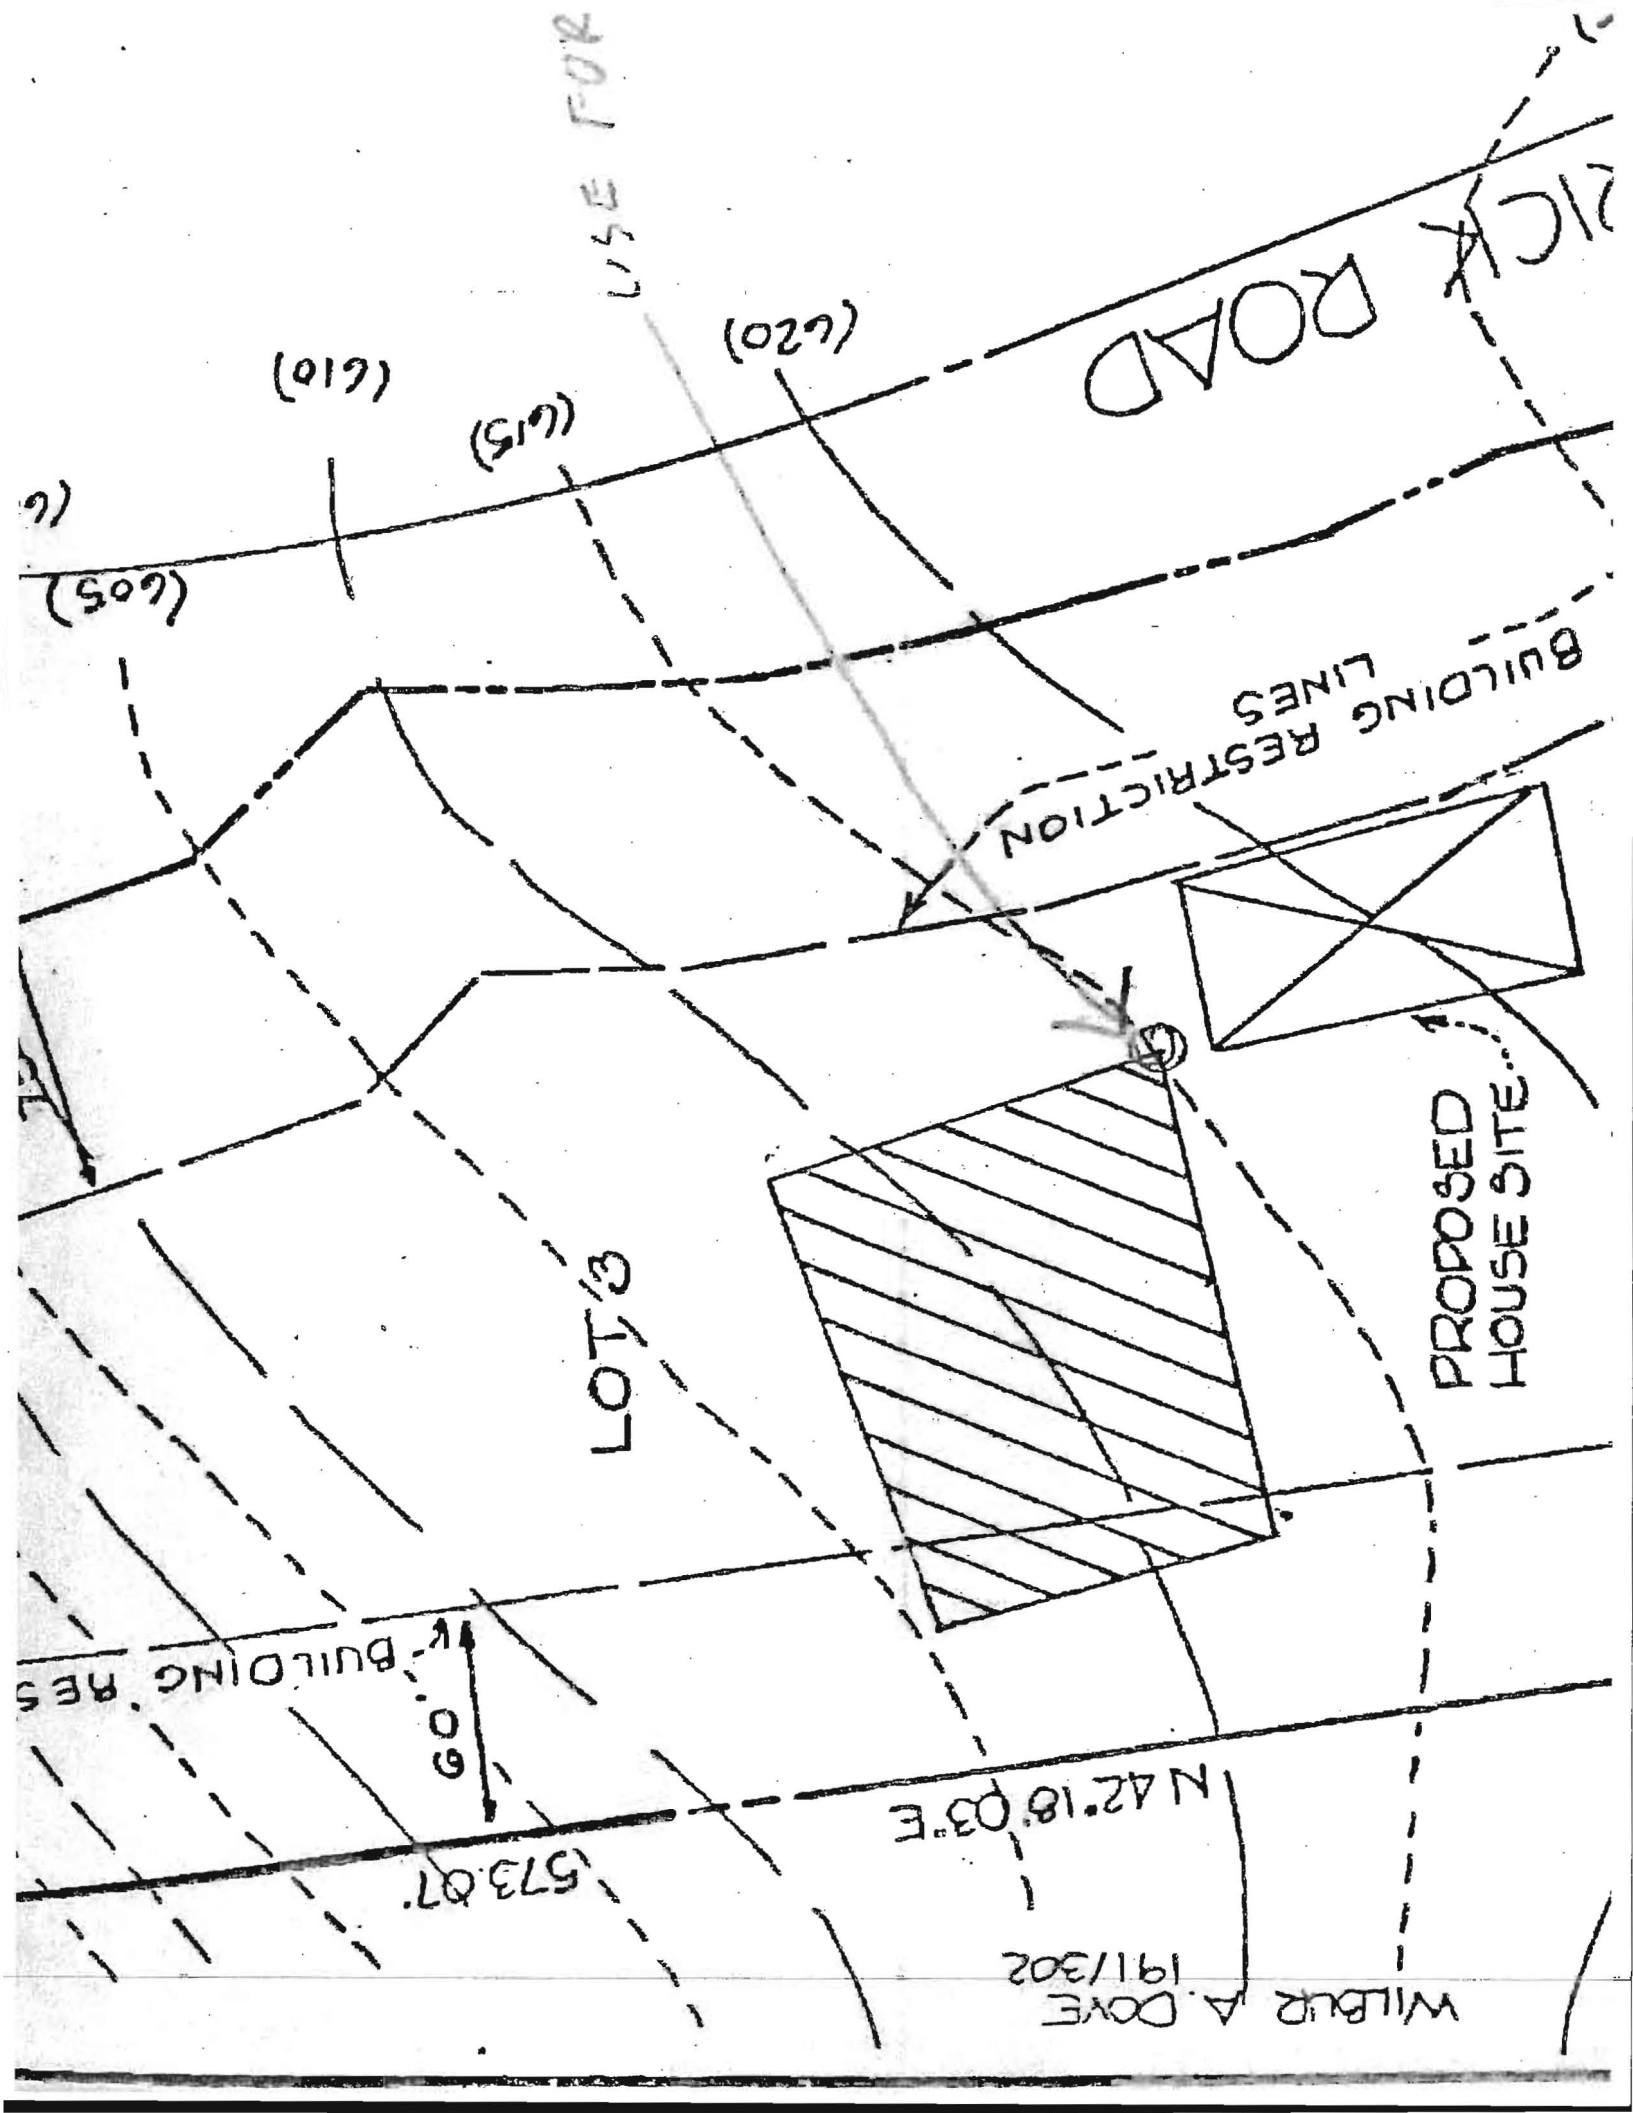 USE FOR
(620)
(610)
(615)
(605)
ROAD
BUILDING RESTRICTION
LINES
PROPOSED
HOUSE SITE
LOT 3
BUILDING RES
60'
N 42°18'03"E
573.07'
WILBUR A. DOVE
191/302